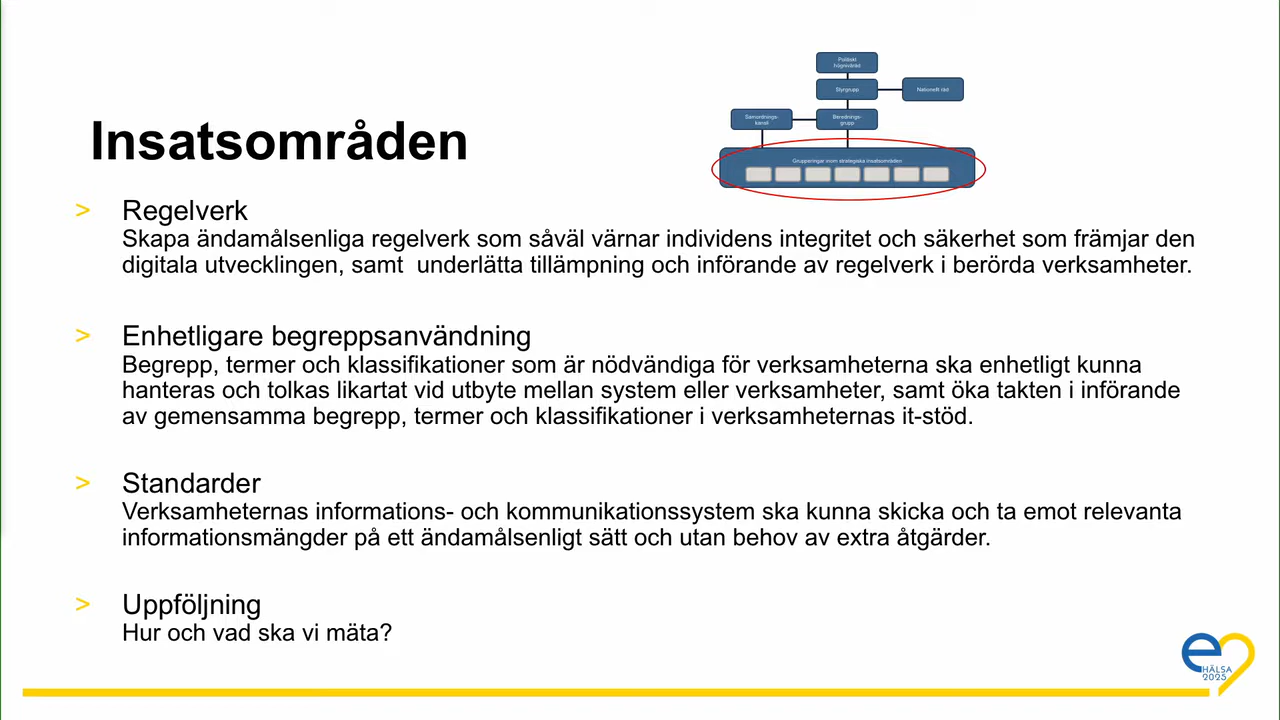 Politiskt
högnivåråd
Styrgrupp
Nationellt råd
Samordnings-
kansli
Berednings-
grupp
Grupperingar inom strategiska insatsområden
Insatsområden
> Regelverk
Skapa ändamålsenliga regelverk som såväl värnar individens integritet och säkerhet som främjar den
digitala utvecklingen, samt  underlätta tillämpning och införande av regelverk i berörda verksamheter.
> Enhetligare begreppsanvändning
Begrepp, termer och klassifikationer som är nödvändiga för verksamheterna ska enhetligt kunna
hanteras och tolkas likartat vid utbyte mellan system eller verksamheter, samt öka takten i införande
av gemensamma begrepp, termer och klassifikationer i verksamheternas it-stöd.
> Standarder
Verksamheternas informations- och kommunikationssystem ska kunna skicka och ta emot relevanta
informationsmängder på ett ändamålsenligt sätt och utan behov av extra åtgärder.
> Uppföljning
Hur och vad ska vi mäta?
e
HÄLSA
2025